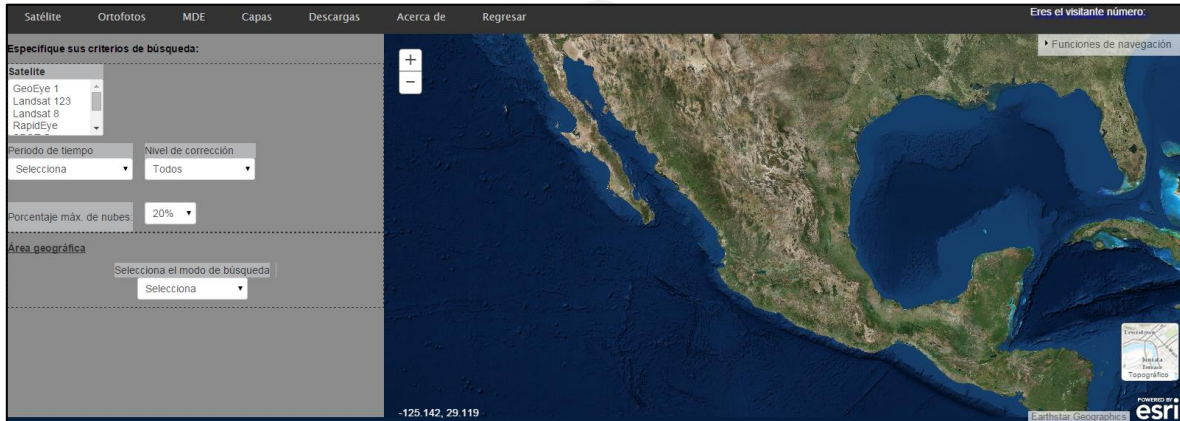 Satélite Ortofotos MDE Capas Descargas Acerca de Regresar
Eres el visitante número:
Especifique sus criterios de búsqueda:
Satelite
GeoEye 1
Landsat 123
Landsat 8
RapidEye
Periodo de tiempo Nivel de corrección
Selecciona Todos
Porcentaje máx. de nubes: 20%
Área geográfica
Selecciona el modo de búsqueda
Selecciona
+
−
Funciones de navegación
-125.142, 29.119
Topográfico
Earthstar Geographics
POWERED BY
esri